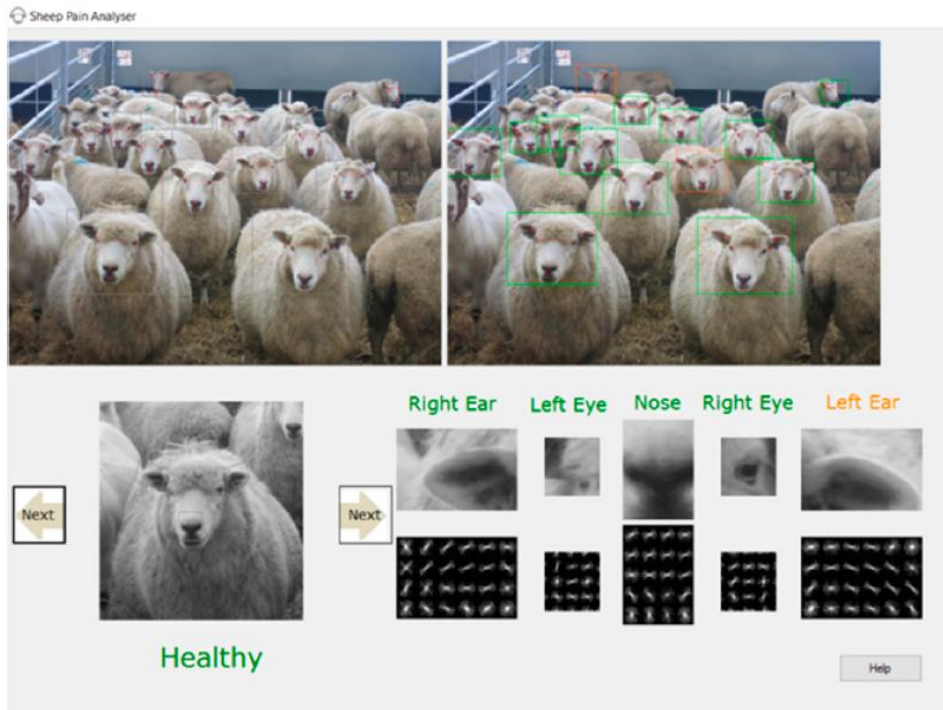 Sheep Pain Analyser
Right Ear Left Eye Nose Right Eye Left Ear
Next
Next
Healthy
Help